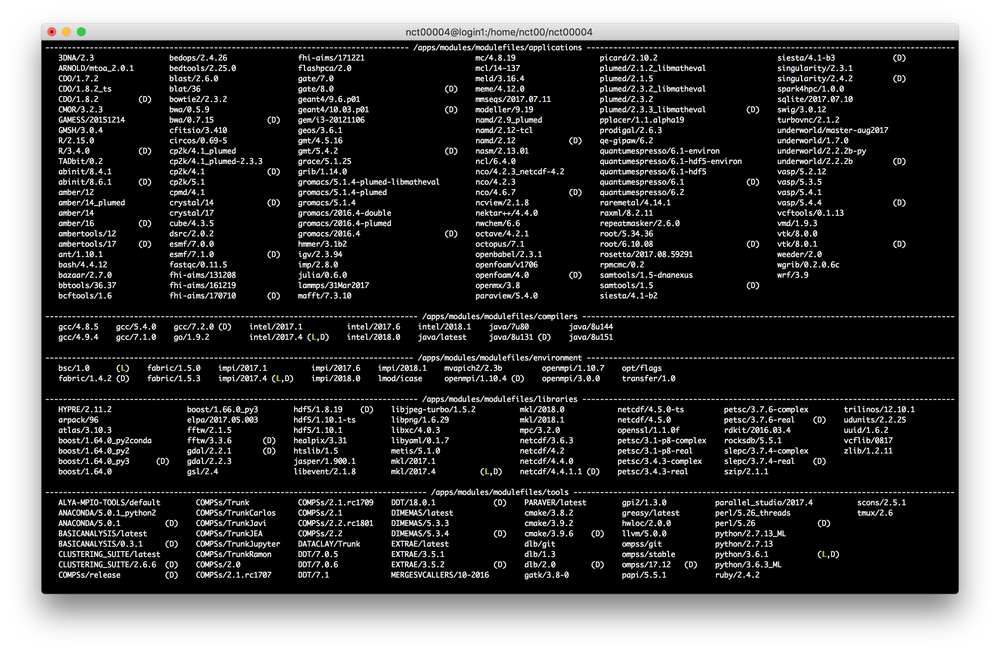 nct00004@login1:/home/nct00/nct00004
---------------------------------------------------------------------------------- /apps/modules/modulefiles/applications -----------------------------------------------------------------------------------
3DNA/2.3 bedops/2.4.26 fhi-aims/171221 mc/4.8.19 picard/2.10.2 siesta/4.1-b3 (D)
ARNOLD/mtoa_2.0.1 bedtools/2.25.0 flashpca/2.0 mcl/14-137 plumed/2.1.2_libmatheval singularity/2.3.1
CDO/1.7.2 blast/2.6.0 gate/7.0 meld/3.16.4 plumed/2.1.5 singularity/2.4.2 (D)
CDO/1.8.2_ts blat/36 gate/8.0 (D) meme/4.12.0 plumed/2.3.2_libmatheval spark4hpc/1.0.0
CDO/1.8.2 (D) bowtie2/2.3.2 geant4/9.6.p01 mmseqs/2017.07.11 plumed/2.3.2 sqlite/2017.07.10
CMOR/3.2.3 bwa/0.5.9 geant4/10.03.p01 (D) modeller/9.19 plumed/2.3.3_libmatheval (D) swig/3.0.12
GAMESS/20151214 bwa/0.7.15 (D) gem/i3-20121106 namd/2.9_plumed pplacer/1.1.alpha19 turbovnc/2.1.2
GMSH/3.0.4 cfitsio/3.410 geos/3.6.1 namd/2.12-tcl prodigal/2.6.3 underworld/master-aug2017
R/2.15.0 circos/0.69-5 gmt/4.5.16 namd/2.12 (D) qe-gipaw/6.2 underworld/1.7.0
R/3.4.0 (D) cp2k/4.1_plumed gmt/5.4.2 (D) nasm/2.13.01 quantumespresso/6.1-environ underworld/2.2.2b-py
TADbit/0.2 cp2k/4.1_plumed-2.3.3 grace/5.1.25 ncl/6.4.0 quantumespresso/6.1-hdf5-environ underworld/2.2.2b (D)
abinit/8.4.1 cp2k/4.1 (D) grib/1.14.0 nco/4.2.3_netcdf-4.2 quantumespresso/6.1-hdf5 vasp/5.2.12
abinit/8.6.1 (D) cp2k/5.1 gromacs/5.1.4-plumed-libmatheval nco/4.2.3 quantumespresso/6.1 (D) vasp/5.3.5
amber/12 cpmd/4.1 gromacs/5.1.4-plumed nco/4.6.7 (D) quantumespresso/6.2 vasp/5.4.1
amber/14_plumed crystal/14 (D) gromacs/5.1.4 ncview/2.1.8 raremetal/4.14.1 vasp/5.4.4 (D)
amber/14 crystal/17 gromacs/2016.4-double nektar++/4.4.0 raxml/8.2.11 vcftools/0.1.13
amber/16 (D) cube/4.3.5 gromacs/2016.4-plumed nwchem/6.6 repeatmasker/2.6.0 vmd/1.9.3
ambertools/12 dsrc/2.0.2 gromacs/2016.4 (D) octave/4.2.1 root/5.34.36 vtk/8.0.0
ambertools/17 (D) esmf/7.0.0 hmmer/3.1b2 octopus/7.1 root/6.10.08 (D) vtk/8.0.1 (D)
ant/1.10.1 esmf/7.1.0 (D) igv/2.3.94 openbabel/2.3.1 rosetta/2017.08.59291 weeder/2.0
bash/4.4.12 fastqc/0.11.5 imp/2.8.0 openfoam/v1706 rpmcmc/0.2 wgrib/0.2.0.6c
bazaar/2.7.0 fhi-aims/131208 julia/0.6.0 openfoam/4.0 (D) samtools/1.5-dnanexus wrf/3.9
bbtools/36.37 fhi-aims/161219 lammps/31Mar2017 openmx/3.8 samtools/1.5 (D)
bcftools/1.6 fhi-aims/170710 (D) mafft/7.3.10 paraview/5.4.0 siesta/4.1-b2
------------------------------------------------------------------------------------ /apps/modules/modulefiles/compilers ------------------------------------------------------------------------------------
gcc/4.8.5 gcc/5.4.0 gcc/7.2.0 (D) intel/2017.1 intel/2017.6 intel/2018.1 java/7u80 java/8u144
gcc/4.9.4 gcc/7.1.0 go/1.9.2 intel/2017.4 (L,D) intel/2018.0 java/latest java/8u131 (D) java/8u151
----------------------------------------------------------------------------------- /apps/modules/modulefiles/environment -----------------------------------------------------------------------------------
bsc/1.0 (L) fabric/1.5.0 impi/2017.1 impi/2017.6 impi/2018.1 mvapich2/2.3b openmpi/1.10.7 opt/flags
fabric/1.4.2 (D) fabric/1.5.3 impi/2017.4 (L,D) impi/2018.0 lmod/icase openmpi/1.10.4 (D) openmpi/3.0.0 transfer/1.0
------------------------------------------------------------------------------------ /apps/modules/modulefiles/libraries ------------------------------------------------------------------------------------
HYPRE/2.11.2 boost/1.66.0_py3 hdf5/1.8.19 (D) libjpeg-turbo/1.5.2 mkl/2018.0 netcdf/4.5.0-ts petsc/3.7.6-complex trilinos/12.10.1
arpack/96 elpa/2017.05.003 hdf5/1.10.1-ts libpng/1.6.29 mkl/2018.1 netcdf/4.5.0 petsc/3.7.6-real (D) udunits/2.2.25
atlas/3.10.3 fftw/2.1.5 hdf5/1.10.1 libxc/4.0.3 mpc/3.2.0 openssl/1.1.0f rdkit/2016.03.4 uuid/1.6.2
boost/1.64.0_py2conda fftw/3.3.6 (D) healpix/3.31 libyaml/0.1.7 netcdf/3.6.3 petsc/3.1-p8-complex rocksdb/5.5.1 vcflib/0817
boost/1.64.0_py2 gdal/2.2.1 (D) htslib/1.5 metis/5.1.0 netcdf/4.2 petsc/3.1-p8-real slepc/3.7.4-complex zlib/1.2.11
boost/1.64.0_py3 (D) gdal/2.2.3 jasper/1.900.1 mkl/2017.1 netcdf/4.4.0 petsc/3.4.3-complex slepc/3.7.4-real (D)
boost/1.64.0 gsl/2.4 libevent/2.1.8 mkl/2017.4 (L,D) netcdf/4.4.1.1 (D) petsc/3.4.3-real szip/2.1.1
-------------------------------------------------------------------------------------- /apps/modules/modulefiles/tools --------------------------------------------------------------------------------------
ALYA-MPIO-TOOLS/default COMPSs/Trunk COMPSs/2.1.rc1709 DDT/18.0.1 (D) PARAVER/latest gpi2/1.3.0 parallel_studio/2017.4 scons/2.5.1
ANACONDA/5.0.1_python2 COMPSs/TrunkCarlos COMPSs/2.1 DIMEMAS/latest cmake/3.8.2 greasy/latest perl/5.26_threads tmux/2.6
ANACONDA/5.0.1 (D) COMPSs/TrunkJavi COMPSs/2.2.rc1801 DIMEMAS/5.3.3 cmake/3.9.2 hwloc/2.0.0 perl/5.26 (D)
BASICANALYSIS/latest COMPSs/TrunkJEA COMPSs/2.2 DIMEMAS/5.3.4 (D) cmake/3.9.6 (D) llvm/5.0.0 python/2.7.13_ML
BASICANALYSIS/0.3.1 (D) COMPSs/TrunkJupyter DATACLAY/Trunk EXTRAE/latest dlb/git ompss/git python/2.7.13
CLUSTERING_SUITE/latest COMPSs/TrunkRamon DDT/7.0.5 EXTRAE/3.5.1 dlb/1.3 ompss/stable python/3.6.1 (L,D)
CLUSTERING_SUITE/2.6.6 (D) COMPSs/2.0 DDT/7.0.6 EXTRAE/3.5.2 (D) dlb/2.0 (D) ompss/17.12 (D) python/3.6.3_ML
COMPSs/release (D) COMPSs/2.1.rc1707 DDT/7.1 MERGESVCALLERS/10-2016 gatk/3.8-0 papi/5.5.1 ruby/2.4.2